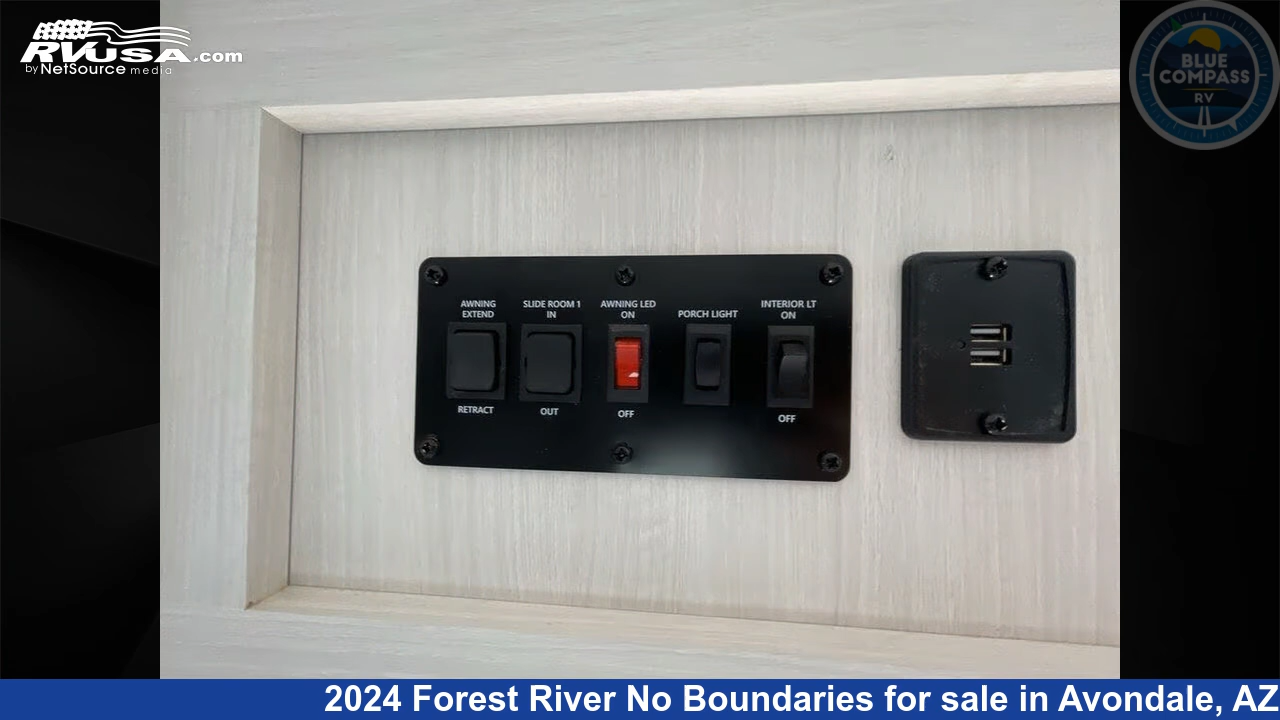 RVUSA.com
by NetSource media
BLUE
COMPASS
RV
AWNING
EXTEND
RETRACT
SLIDE ROOM 1
IN
OUT
AWNING LED
ON
OFF
PORCH LIGHT
INTERIOR LT
ON
OFF
2024 Forest River No Boundaries for sale in Avondale, AZ